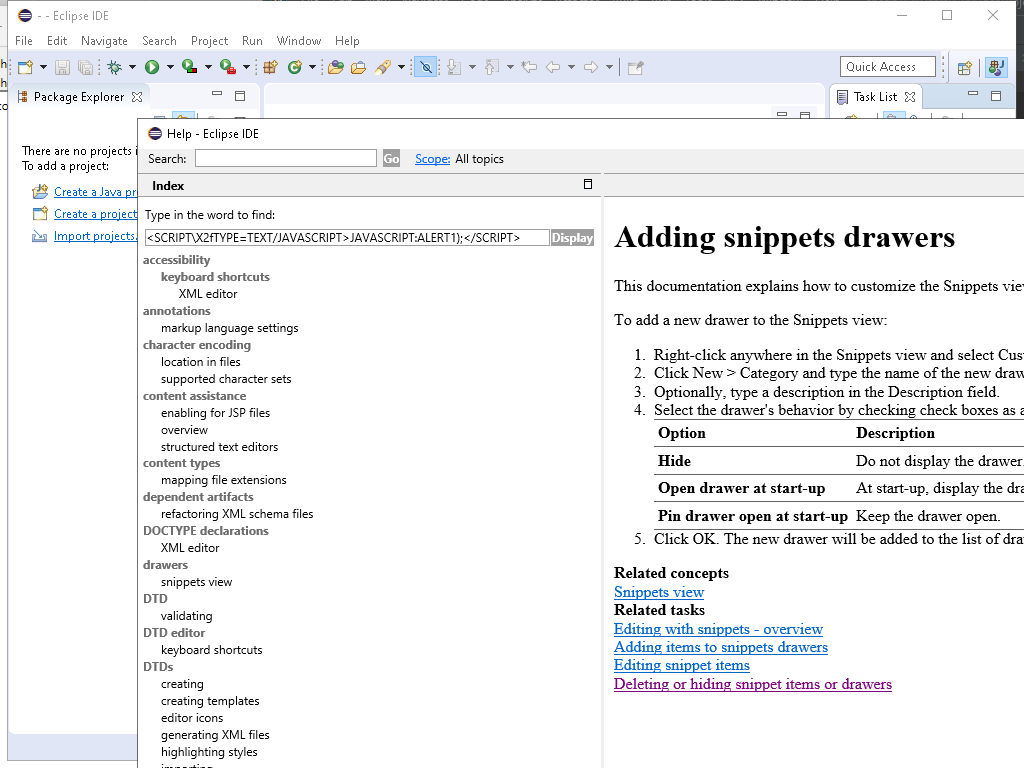 - - Eclipse IDE
File Edit Navigate Search Project Run Window Help
Quick Access
Package Explorer
Task List
There are no projects i
To add a project:
Create a Java pr
Create a project
Import projects.
Help - Eclipse IDE
Search:
Go
Scope: All topics
Index
Type in the word to find:
<SCRIPT\X2fTYPE=TEXT/JAVASCRIPT>JAVASCRIPT:ALERT1);</SCRIPT>
Display
accessibility
keyboard shortcuts
XML editor
annotations
markup language settings
character encoding
location in files
supported character sets
content assistance
enabling for JSP files
overview
structured text editors
content types
mapping file extensions
dependent artifacts
refactoring XML schema files
DOCTYPE declarations
XML editor
drawers
snippets view
DTD
validating
DTD editor
keyboard shortcuts
DTDs
creating
creating templates
editor icons
generating XML files
highlighting styles
Adding snippets drawers
This documentation explains how to customize the Snippets view
To add a new drawer to the Snippets view:
1. Right-click anywhere in the Snippets view and select Cus
2. Click New > Category and type the name of the new draw
3. Optionally, type a description in the Description field.
4. Select the drawer's behavior by checking check boxes as a
Option Description
Hide Do not display the drawer.
Open drawer at start-up At start-up, display the dra
Pin drawer open at start-up Keep the drawer open.
5. Click OK. The new drawer will be added to the list of dra
Related concepts
Snippets view
Related tasks
Editing with snippets - overview
Adding items to snippets drawers
Editing snippet items
Deleting or hiding snippet items or drawers